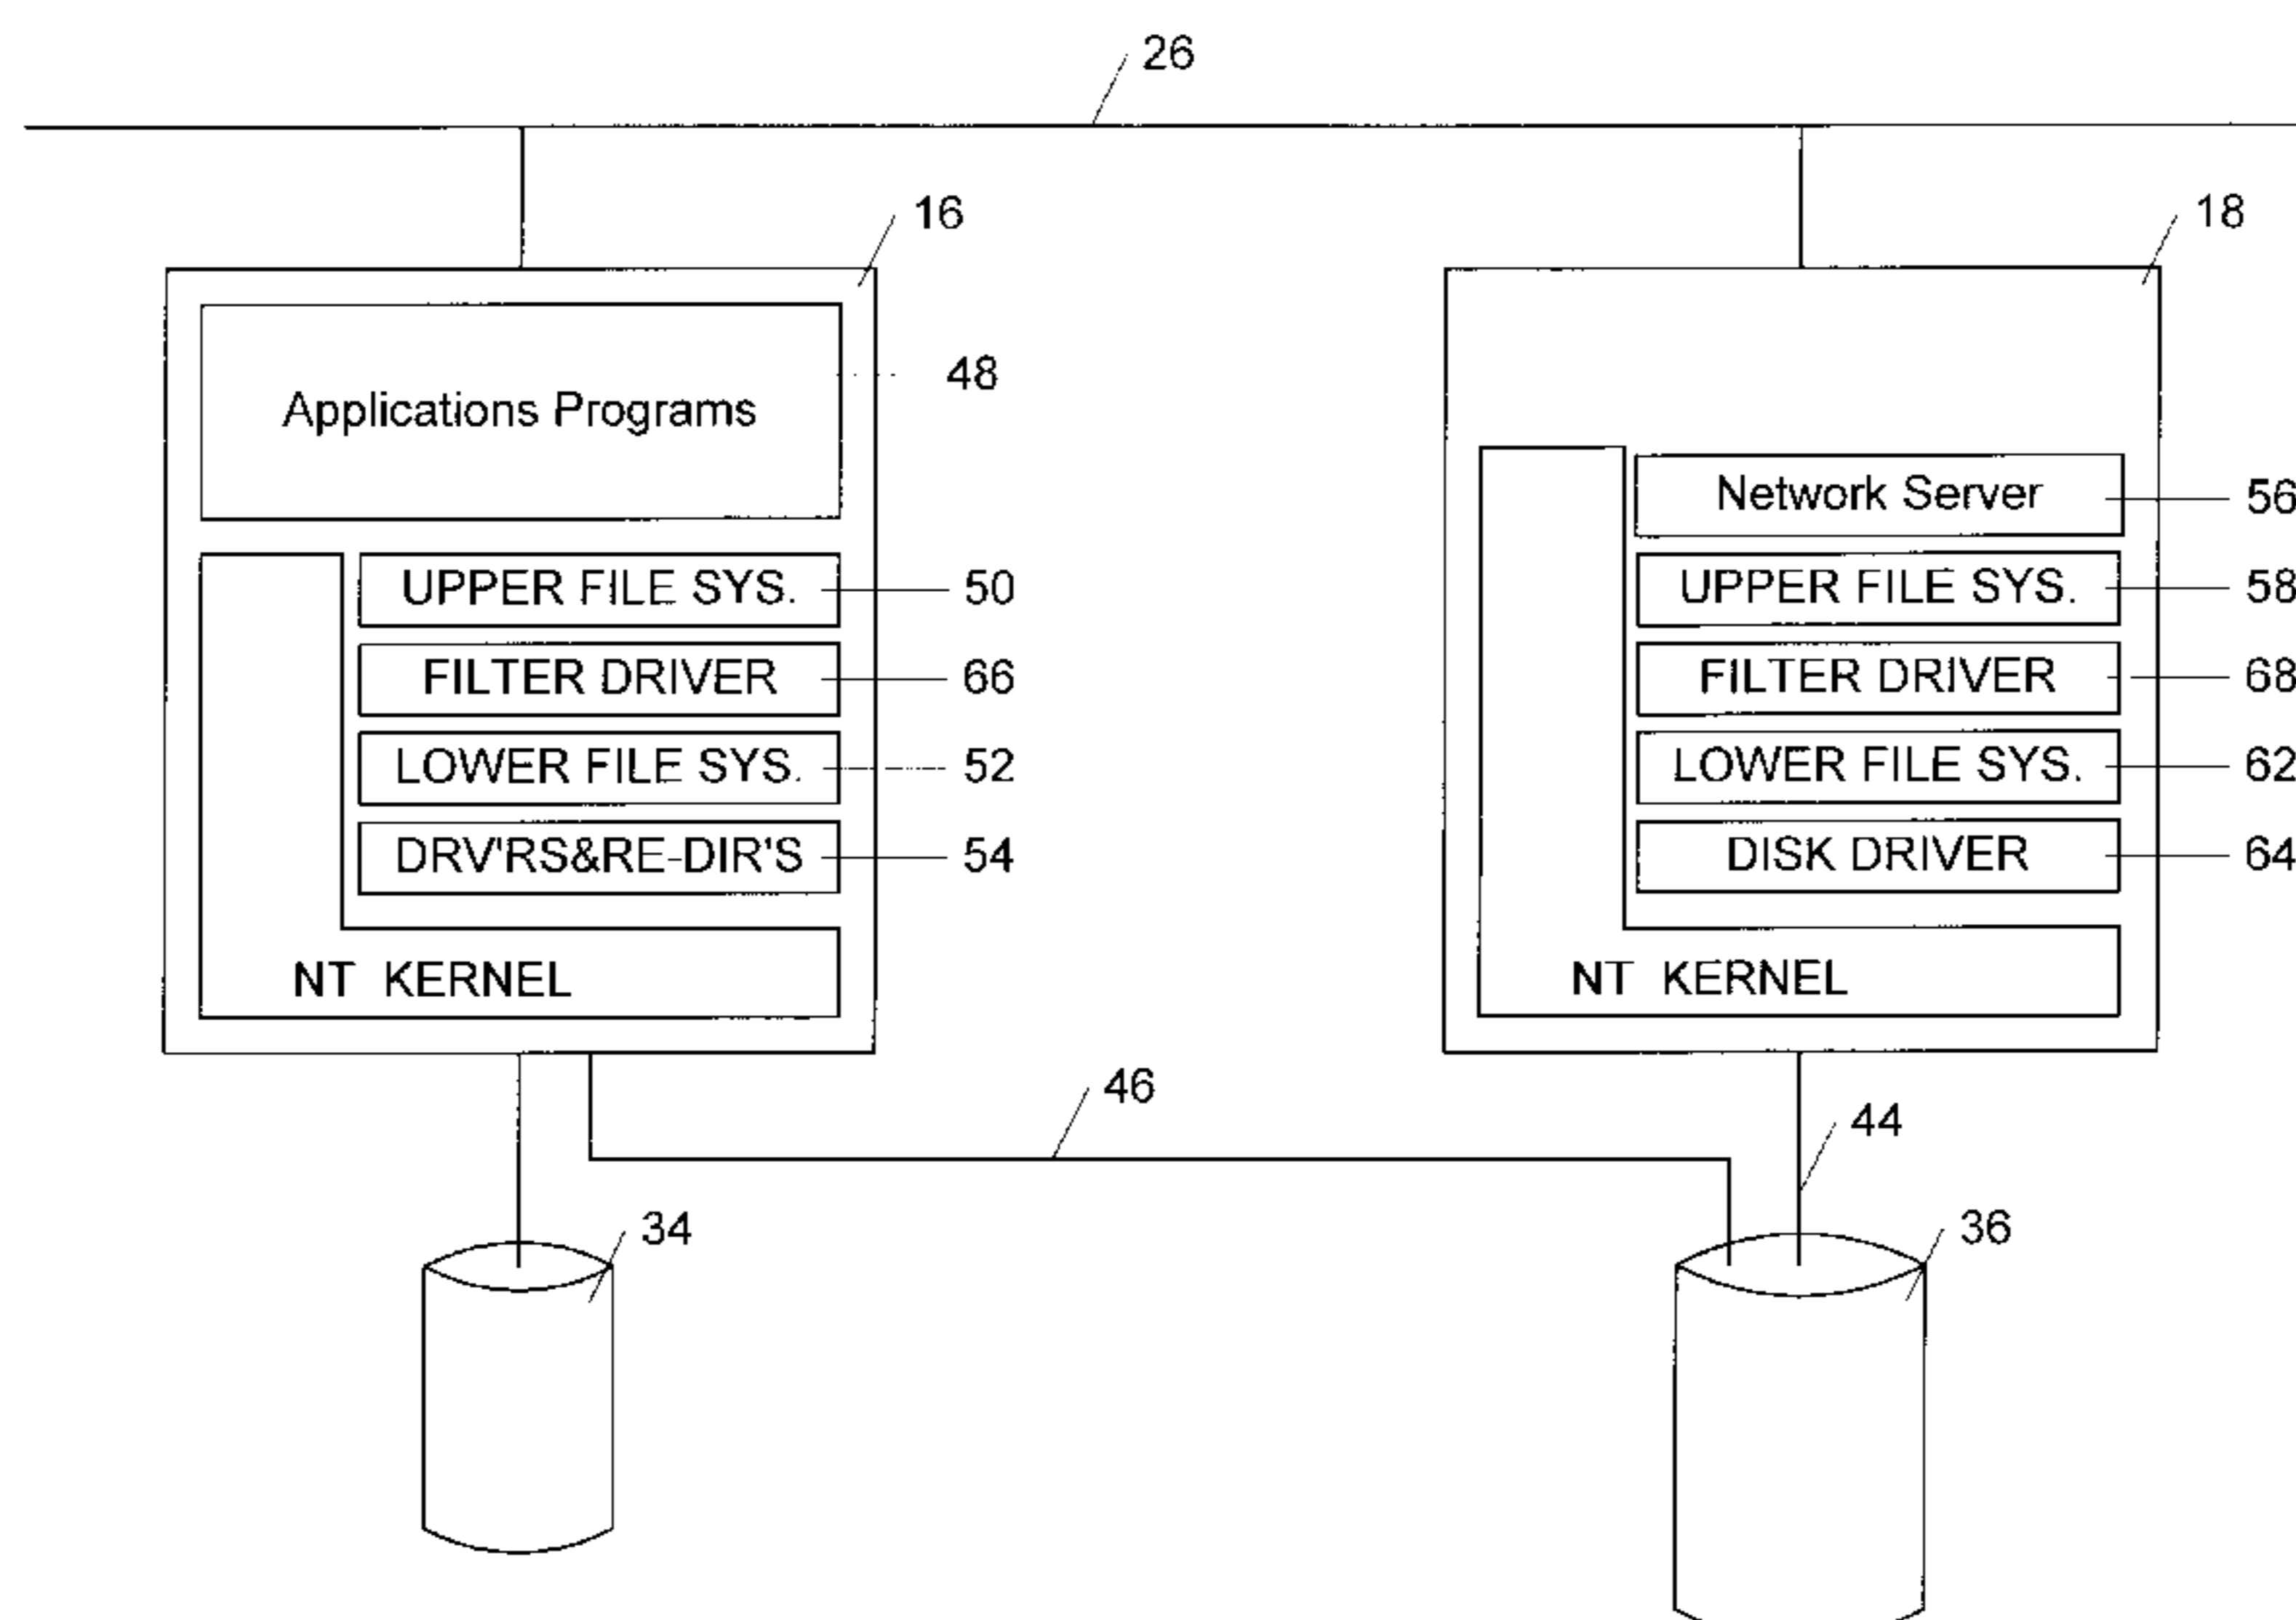 26
16
18
Applications Programs
48
Network Server
56
UPPER FILE SYS.
50
UPPER FILE SYS.
58
FILTER DRIVER
66
FILTER DRIVER
68
LOWER FILE SYS.
52
LOWER FILE SYS.
62
DRV'RS&RE-DIR'S
54
DISK DRIVER
64
NT KERNEL
NT KERNEL
46
44
34
36